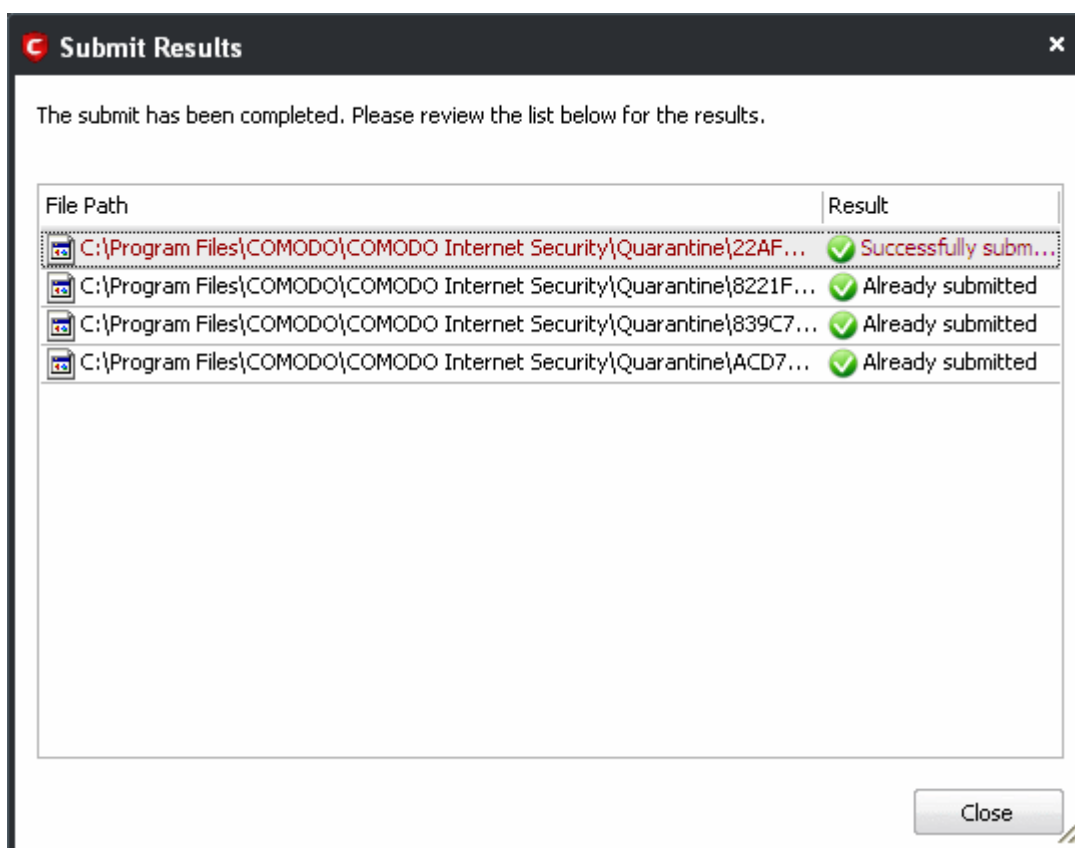 Submit Results
The submit has been completed. Please review the list below for the results.
File Path Result
C:\Program Files\COMODO\COMODO Internet Security\Quarantine\22AF... Successfully subm...
C:\Program Files\COMODO\COMODO Internet Security\Quarantine\8221F... Already submitted
C:\Program Files\COMODO\COMODO Internet Security\Quarantine\839C7... Already submitted
C:\Program Files\COMODO\COMODO Internet Security\Quarantine\ACD7... Already submitted
Close